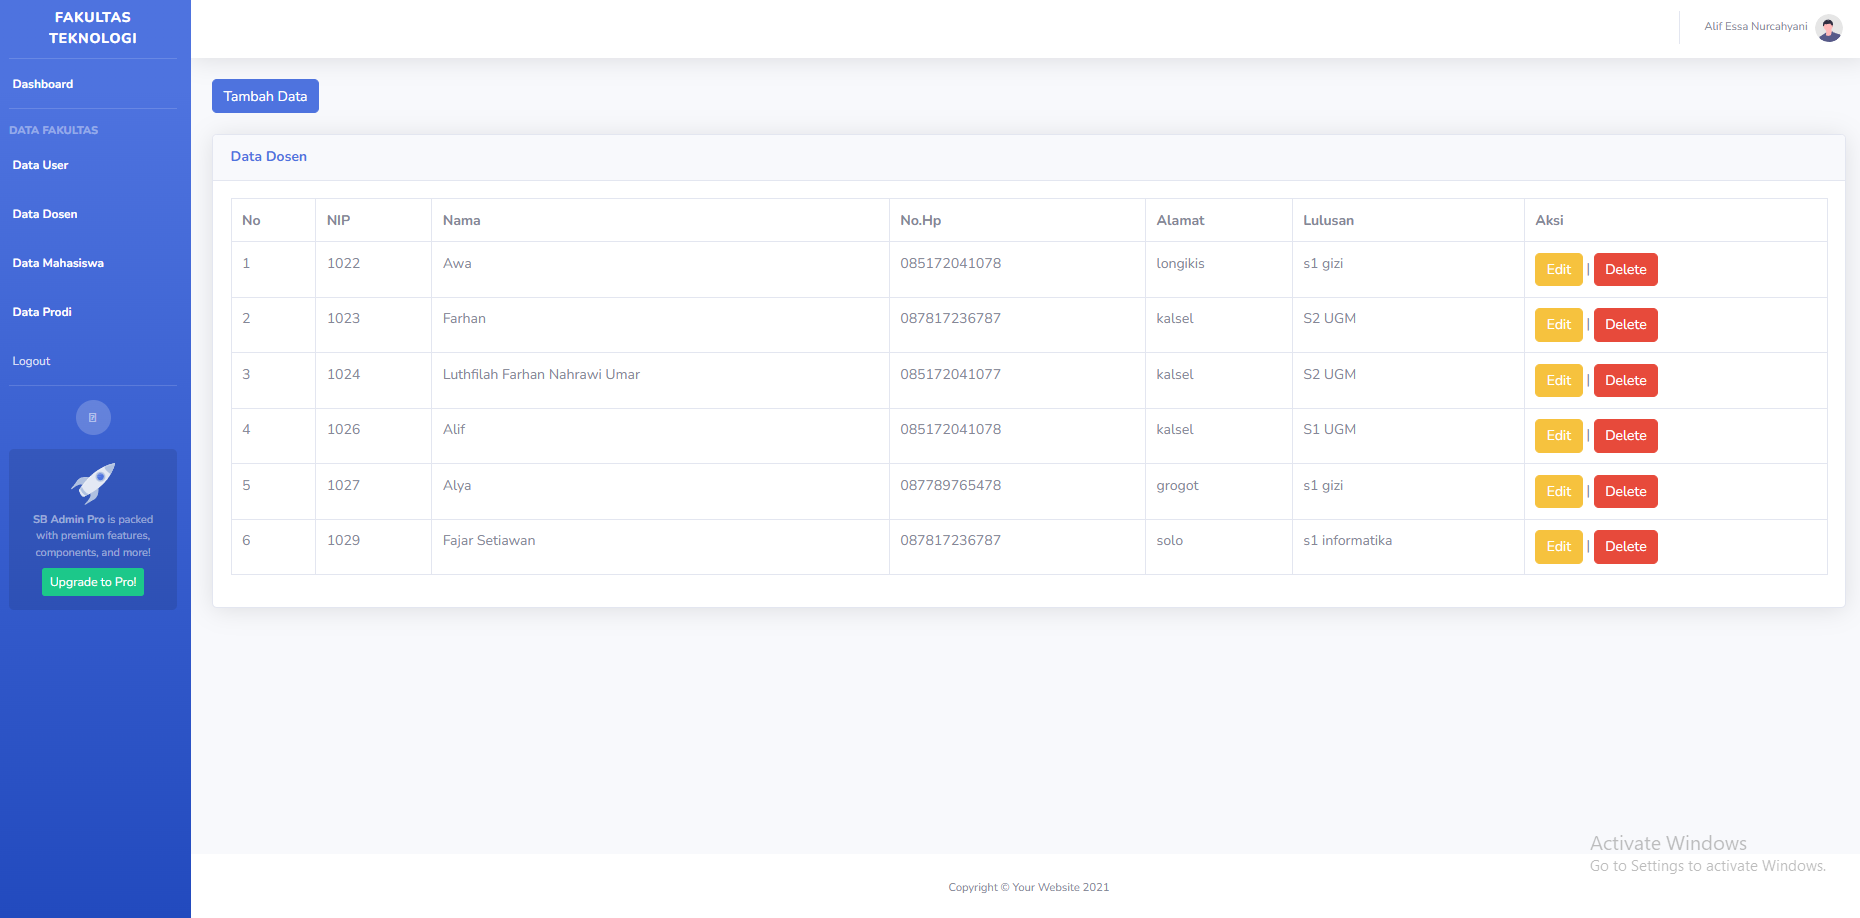 FAKULTAS
TEKNOLOGI
Dashboard
DATA FAKULTAS
Data User
Data Dosen
Data Mahasiswa
Data Prodi
Logout
SB Admin Pro is packed
with premium features,
components, and more!
Upgrade to Pro!
Alif Essa Nurcahyani
Tambah Data
Data Dosen
No NIP Nama No.Hp Alamat Lulusan Aksi
1 1022 Awa 085172041078 longikis s1 gizi Edit | Delete
2 1023 Farhan 087817236787 kalsel S2 UGM Edit | Delete
3 1024 Luthfilah Farhan Nahrawi Umar 085172041077 kalsel S2 UGM Edit | Delete
4 1026 Alif 085172041078 kalsel S1 UGM Edit | Delete
5 1027 Alya 087789765478 grogot s1 gizi Edit | Delete
6 1029 Fajar Setiawan 087817236787 solo s1 informatika Edit | Delete
Activate Windows
Go to Settings to activate Windows.
Copyright © Your Website 2021